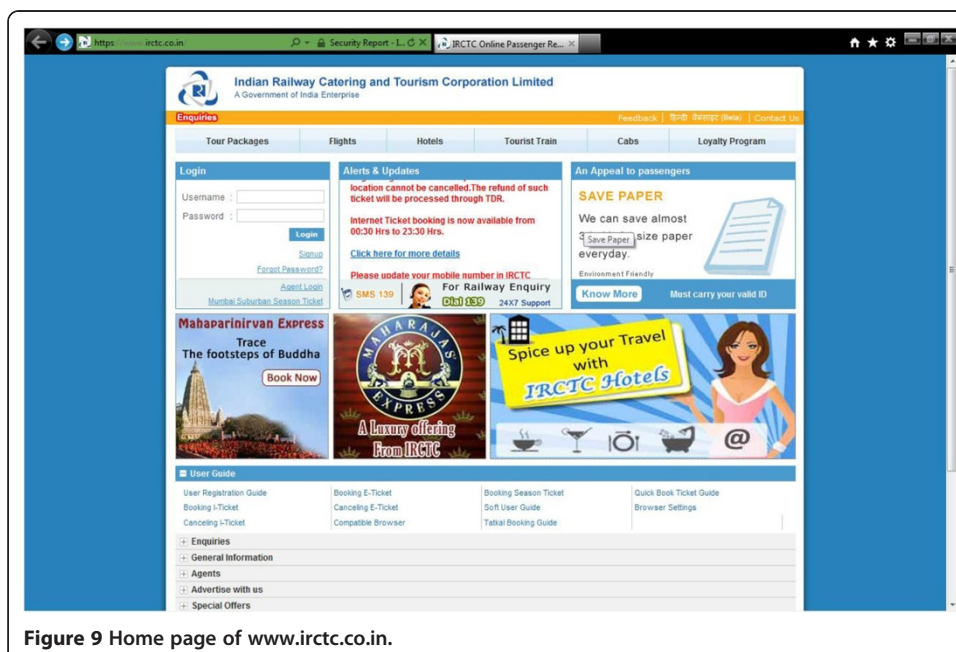 https://www.irctc.co.in
Security Report - I...
IRCTC Online Passenger Re...
Indian Railway Catering and Tourism Corporation Limited
A Government of India Enterprise
Enquiries
Feedback | हिन्दी वेबसाइट (Beta) | Contact Us
Tour Packages Flights Hotels Tourist Train Cabs Loyalty Program
Login
Username :
Password :
Login
Signup
Forgot Password?
Agent Login
Mumbai Suburban Season Ticket
Alerts & Updates
location cannot be cancelled.The refund of such
ticket will be processed through TDR.
Internet Ticket booking is now available from
00:30 Hrs to 23:30 Hrs.
Click here for more details
Please update your mobile number in IRCTC
SMS 139
For Railway Enquiry
Dial 139 24X7 Support
An Appeal to passengers
SAVE PAPER
We can save almost
size paper
Save Paper
everyday.
Environment Friendly
Know More Must carry your valid ID
Mahaparinirvan Express
Trace
The footsteps of Buddha
Book Now
MAHARAJAS'
EXPRESS
A Luxury offering
From IRCTC
Spice up your Travel
with
IRCTC Hotels
@
User Guide
User Registration Guide Booking E-Ticket Booking Season Ticket Quick Book Ticket Guide
Booking I-Ticket Canceling E-Ticket Soft User Guide Browser Settings
Canceling I-Ticket Compatible Browser Tatkal Booking Guide
Enquiries
General Information
Agents
Advertise with us
Special Offers
Figure 9 Home page of www.irctc.co.in.